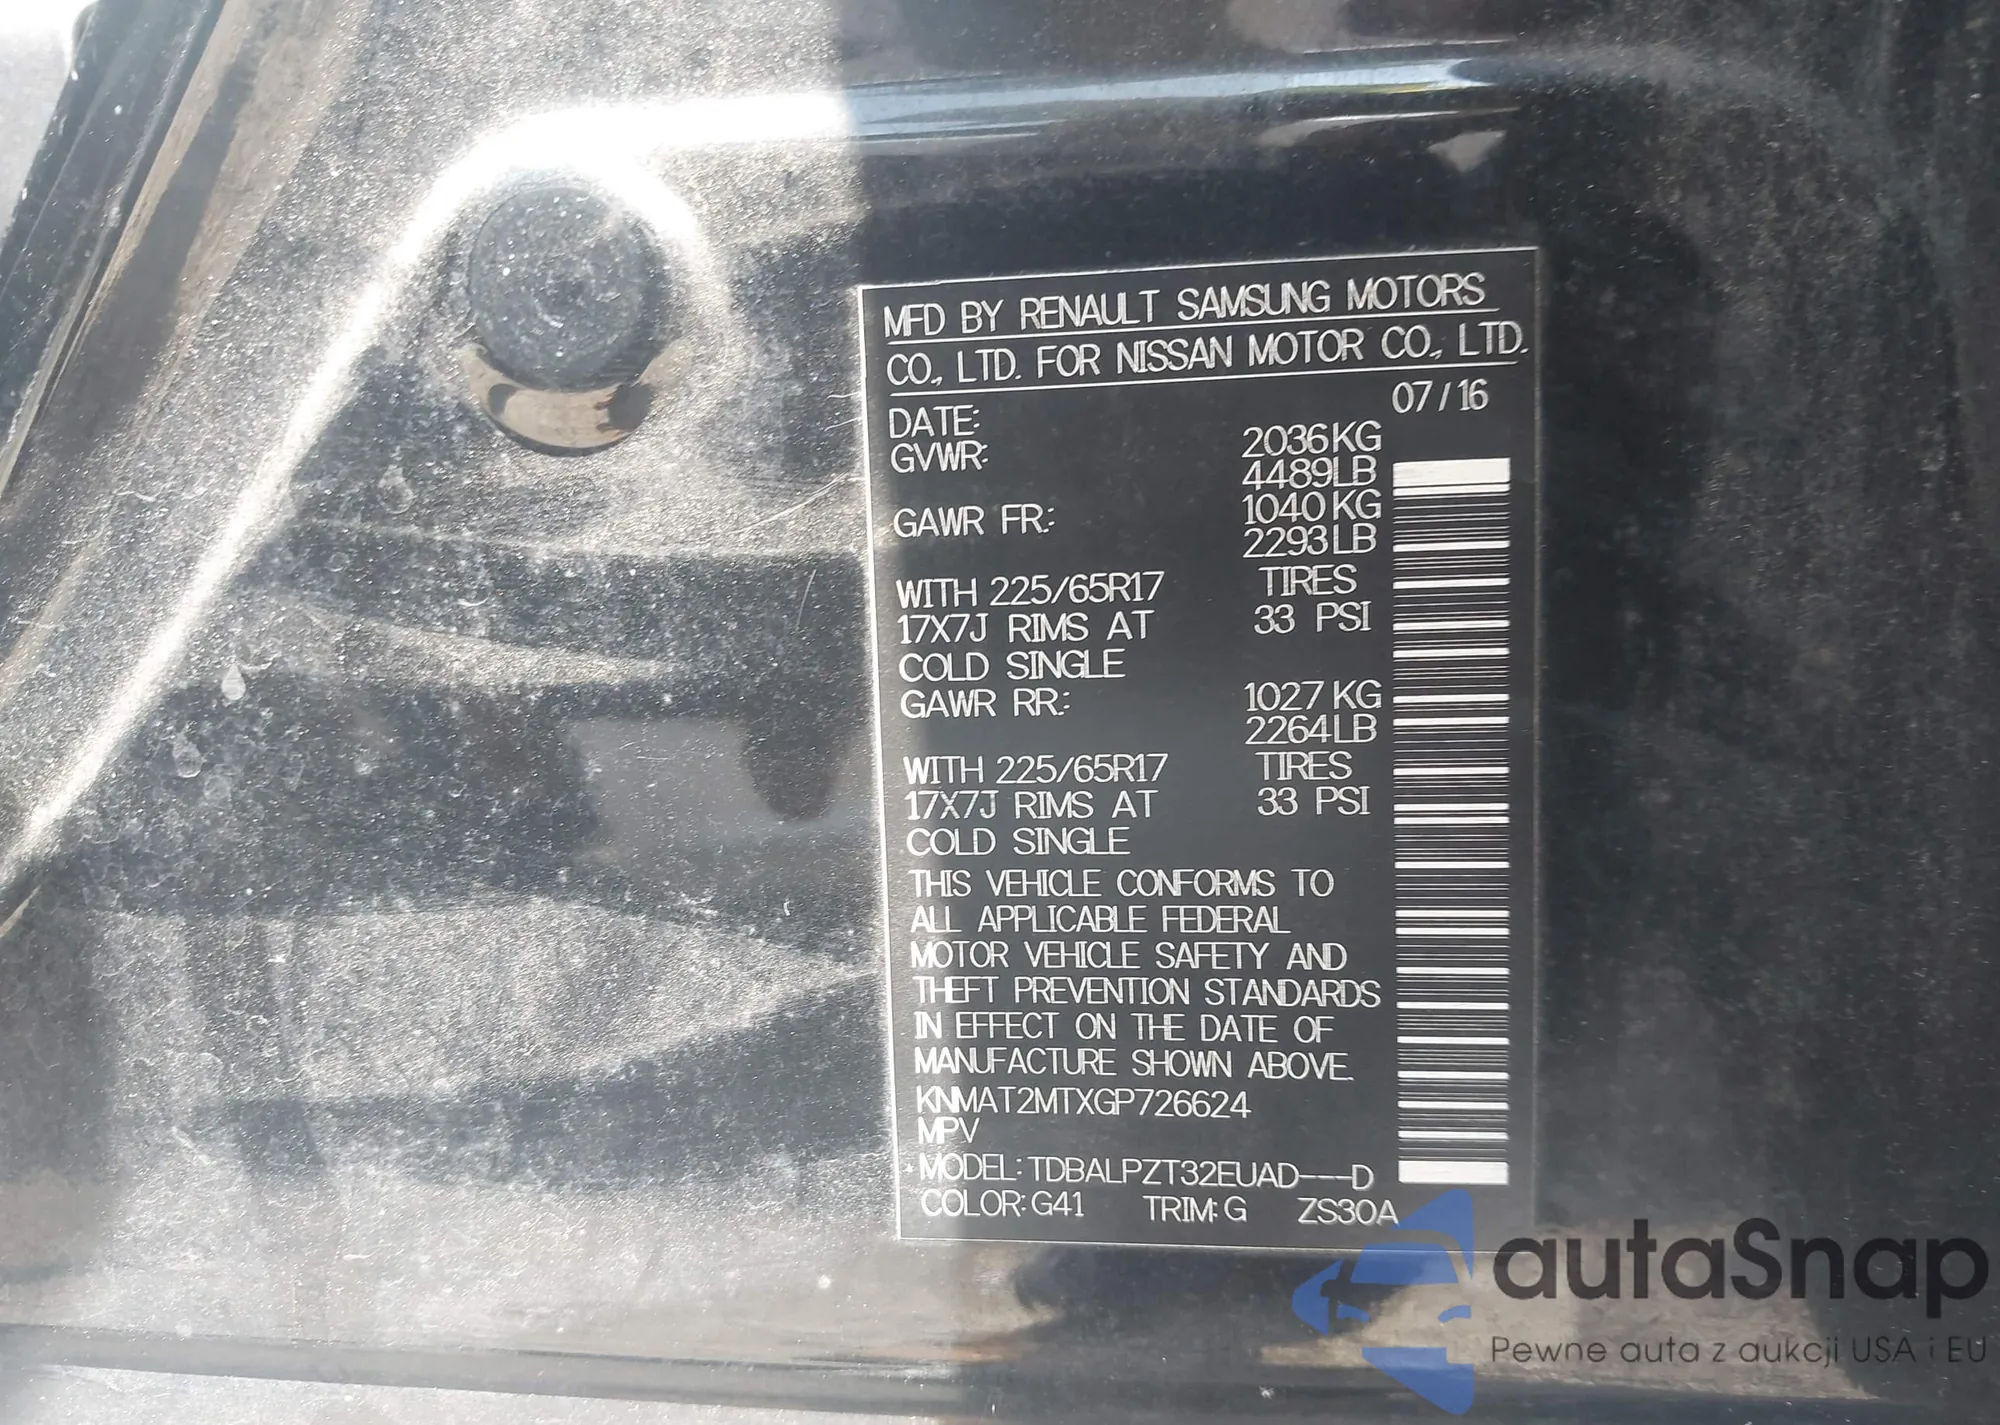 MFD BY RENAULT SAMSUNG MOTORS
CO., LTD. FOR NISSAN MOTOR CO., LTD.
DATE: 07/16
GVWR: 2036KG
4489LB
GAWR FR.: 1040KG
2293LB
WITH 225/65R17 TIRES
17X7J RIMS AT 33 PSI
COLD SINGLE
GAWR RR.: 1027KG
2264LB
WITH 225/65R17 TIRES
17X7J RIMS AT 33 PSI
COLD SINGLE
THIS VEHICLE CONFORMS TO
ALL APPLICABLE FEDERAL
MOTOR VEHICLE SAFETY AND
THEFT PREVENTION STANDARDS
IN EFFECT ON THE DATE OF
MANUFACTURE SHOWN ABOVE.
KNMAT2MTXGP726624
MPV
*MODEL: TDBALPZT32EUAD---D
COLOR: G41 TRIM: G ZS30A
autaSnap
Pewne auta z aukcji USA i EU